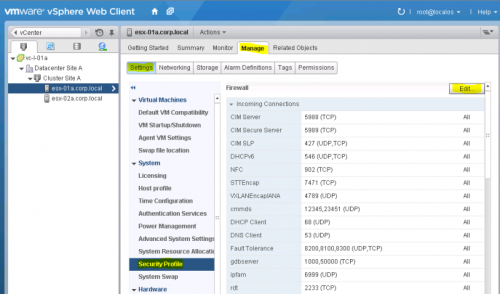 vmware® vSphere Web Client
root@localos
Help
vCenter
vc-l-01a
Datacenter Site A
Cluster Site A
esx-01a.corp.local
esx-02a.corp.local
esx-01a.corp.local Actions
Getting Started Summary Monitor Manage Related Objects
Settings Networking Storage Alarm Definitions Tags Permissions
Virtual Machines
Default VM Compatibility
VM Startup/Shutdown
Agent VM Settings
Swap file location
System
Licensing
Host profile
Time Configuration
Authentication Services
Power Management
Advanced System Settings
System Resource Allocati
Security Profile
System Swap
Hardware
Firewall Edit...
Incoming Connections
CIM Server 5988 (TCP) All
CIM Secure Server 5989 (TCP) All
CIM SLP 427 (UDP,TCP) All
DHCPv6 546 (UDP,TCP) All
NFC 902 (TCP) All
STTEncap 7471 (TCP) All
VXLANEncapIANA 4789 (UDP) All
cmmds 12345,23451 (UDP) All
DHCP Client 68 (UDP) All
DNS Client 53 (UDP) All
Fault Tolerance 8200,8100,8300 (UDP,TCP) All
gdbserver 1000,50000 (TCP) All
ipfam 6999 (UDP) All
rdt 2233 (TCP) All